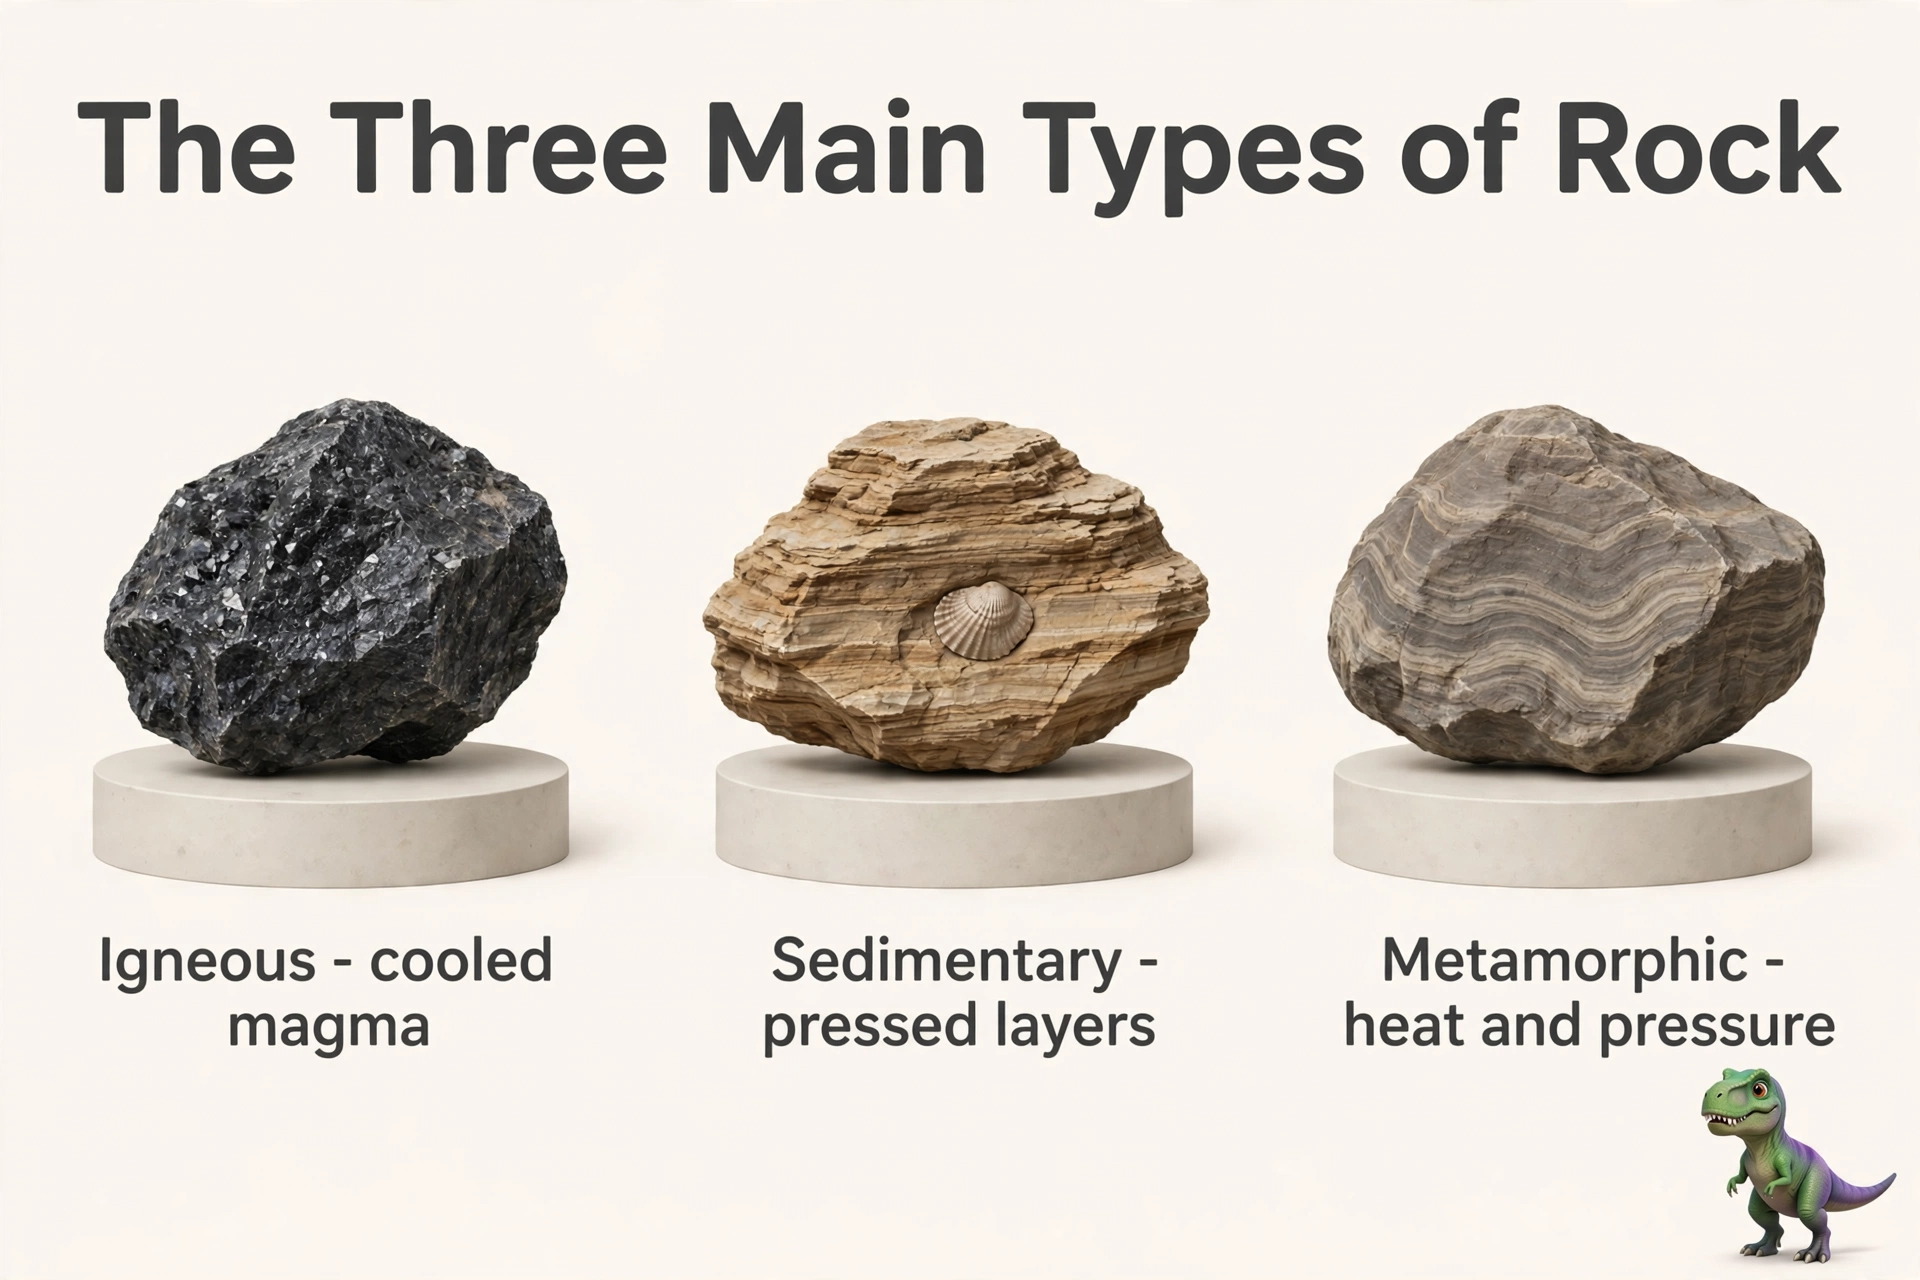 The Three Main Types of Rock
Igneous - cooled
magma
Sedimentary -
pressed layers
Metamorphic -
heat and pressure